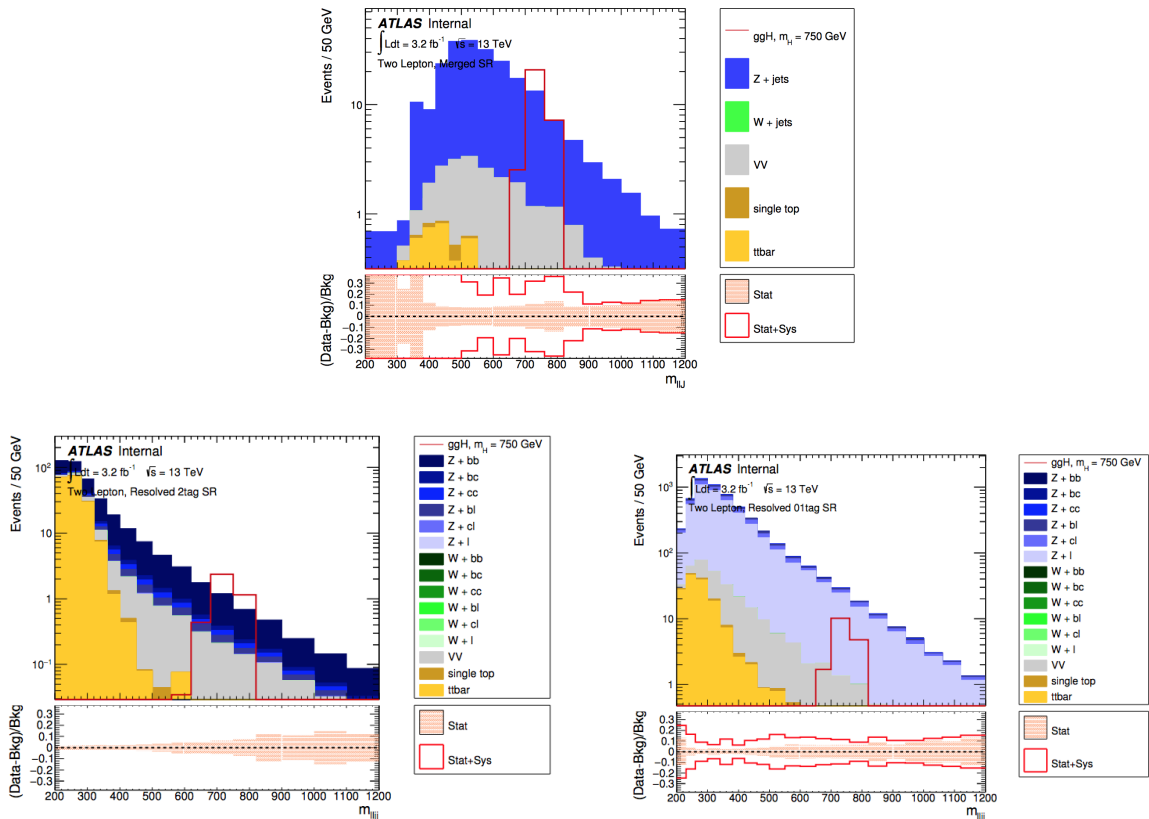 ATLAS Internal
∫Ldt = 3.2 fb⁻¹ √s = 13 TeV
Two Lepton, Merged SR
Events / 50 GeV
10
1
ggH, m_H = 750 GeV
Z + jets
W + jets
VV
single top
ttbar
(Data-Bkg)/Bkg
0.3
0.2
0.1
0
−0.1
−0.2
−0.3
Stat
Stat+Sys
200 300 400 500 600 700 800 900 1000 1100 1200
m_llJ
ATLAS Internal
∫Ldt = 3.2 fb⁻¹ √s = 13 TeV
Two Lepton, Resolved 2tag SR
Events / 50 GeV
10²
10
1
10⁻¹
ggH, m_H = 750 GeV
Z + bb
Z + bc
Z + cc
Z + bl
Z + cl
Z + l
W + bb
W + bc
W + cc
W + bl
W + cl
W + l
VV
single top
ttbar
(Data-Bkg)/Bkg
0.3
0.2
0.1
0
−0.1
−0.2
−0.3
Stat
Stat+Sys
200 300 400 500 600 700 800 900 1000 1100 1200
m_lljj
ATLAS Internal
∫Ldt = 3.2 fb⁻¹ √s = 13 TeV
Two Lepton, Resolved 01tag SR
Events / 50 GeV
10³
10²
10
1
ggH, m_H = 750 GeV
Z + bb
Z + bc
Z + cc
Z + bl
Z + cl
Z + l
W + bb
W + bc
W + cc
W + bl
W + cl
W + l
VV
single top
ttbar
(Data-Bkg)/Bkg
0.3
0.2
0.1
0
−0.1
−0.2
−0.3
Stat
Stat+Sys
200 300 400 500 600 700 800 900 1000 1100 1200
m_lljj